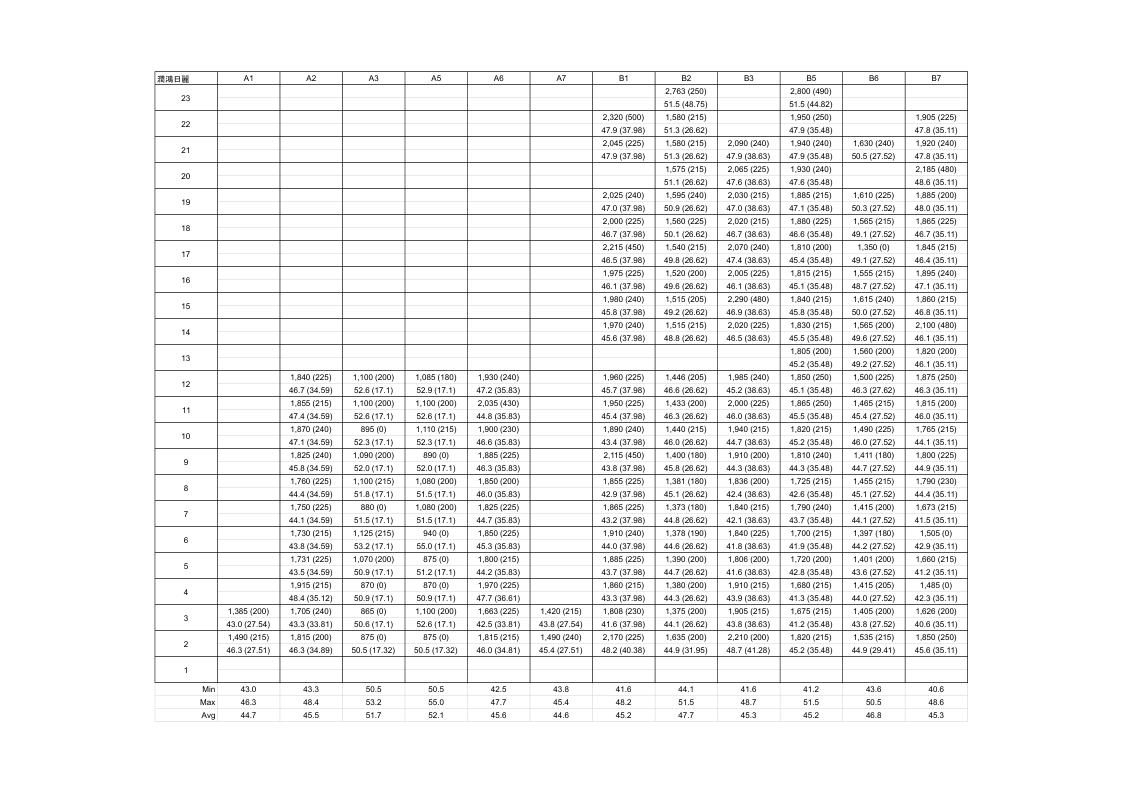 潤鴻日麗 A1 A2 A3 A5 A6 A7 B1 B2 B3 B5 B6 B7
23 2,763 (250) 2,800 (490)
51.5 (48.75) 51.5 (44.82)
22 2,320 (500) 1,580 (215) 1,950 (250) 1,905 (225)
47.9 (37.98) 51.3 (26.62) 47.9 (35.48) 47.8 (35.11)
21 2,045 (225) 1,580 (215) 2,090 (240) 1,940 (240) 1,630 (240) 1,920 (240)
47.9 (37.98) 51.3 (26.62) 47.9 (38.63) 47.9 (35.48) 50.5 (27.52) 47.8 (35.11)
20 1,575 (215) 2,065 (225) 1,930 (240) 2,185 (480)
51.1 (26.62) 47.6 (38.63) 47.6 (35.48) 48.6 (35.11)
19 2,025 (240) 1,595 (240) 2,030 (215) 1,885 (215) 1,610 (225) 1,885 (200)
47.0 (37.98) 50.9 (26.62) 47.0 (38.63) 47.1 (35.48) 50.3 (27.52) 48.0 (35.11)
18 2,000 (225) 1,560 (225) 2,020 (215) 1,880 (225) 1,565 (215) 1,865 (225)
46.7 (37.98) 50.1 (26.62) 46.7 (38.63) 46.6 (35.48) 49.1 (27.52) 46.7 (35.11)
17 2,215 (450) 1,540 (215) 2,070 (240) 1,810 (200) 1,350 (0) 1,845 (215)
46.5 (37.98) 49.8 (26.62) 47.4 (38.63) 45.4 (35.48) 49.1 (27.52) 46.4 (35.11)
16 1,975 (225) 1,520 (200) 2,005 (225) 1,815 (215) 1,555 (215) 1,895 (240)
46.1 (37.98) 49.6 (26.62) 46.1 (38.63) 45.1 (35.48) 48.7 (27.52) 47.1 (35.11)
15 1,980 (240) 1,515 (205) 2,290 (480) 1,840 (215) 1,615 (240) 1,860 (215)
45.8 (37.98) 49.2 (26.62) 46.9 (38.63) 45.8 (35.48) 50.0 (27.52) 46.8 (35.11)
14 1,970 (240) 1,515 (215) 2,020 (225) 1,830 (215) 1,565 (200) 2,100 (480)
45.6 (37.98) 48.8 (26.62) 46.5 (38.63) 45.5 (35.48) 49.6 (27.52) 46.1 (35.11)
13 1,805 (200) 1,560 (200) 1,820 (200)
45.2 (35.48) 49.2 (27.52) 46.1 (35.11)
12 1,840 (225) 1,100 (200) 1,085 (180) 1,930 (240) 1,960 (225) 1,446 (205) 1,985 (240) 1,850 (250) 1,500 (225) 1,875 (250)
46.7 (34.59) 52.6 (17.1) 52.9 (17.1) 47.2 (35.83) 45.7 (37.98) 46.6 (26.62) 45.2 (38.63) 45.1 (35.48) 46.3 (27.62) 46.3 (35.11)
11 1,855 (215) 1,100 (200) 1,100 (200) 2,035 (430) 1,950 (225) 1,433 (200) 2,000 (225) 1,865 (250) 1,465 (215) 1,815 (200)
47.4 (34.59) 52.6 (17.1) 52.6 (17.1) 44.8 (35.83) 45.4 (37.98) 46.3 (26.62) 46.0 (38.63) 45.5 (35.48) 45.4 (27.52) 46.0 (35.11)
10 1,870 (240) 895 (0) 1,110 (215) 1,900 (230) 1,890 (240) 1,440 (215) 1,940 (215) 1,820 (215) 1,490 (225) 1,765 (215)
47.1 (34.59) 52.3 (17.1) 52.3 (17.1) 46.6 (35.83) 43.4 (37.98) 46.0 (26.62) 44.7 (38.63) 45.2 (35.48) 46.0 (27.52) 44.1 (35.11)
9 1,825 (240) 1,090 (200) 890 (0) 1,885 (225) 2,115 (450) 1,400 (180) 1,910 (200) 1,810 (240) 1,411 (180) 1,800 (225)
45.8 (34.59) 52.0 (17.1) 52.0 (17.1) 46.3 (35.83) 43.8 (37.98) 45.8 (26.62) 44.3 (38.63) 44.3 (35.48) 44.7 (27.52) 44.9 (35.11)
8 1,760 (225) 1,100 (215) 1,080 (200) 1,850 (200) 1,855 (225) 1,381 (180) 1,836 (200) 1,725 (215) 1,455 (215) 1,790 (230)
44.4 (34.59) 51.8 (17.1) 51.5 (17.1) 46.0 (35.83) 42.9 (37.98) 45.1 (26.62) 42.4 (38.63) 42.6 (35.48) 45.1 (27.52) 44.4 (35.11)
7 1,750 (225) 880 (0) 1,080 (200) 1,825 (225) 1,865 (225) 1,373 (180) 1,840 (215) 1,790 (240) 1,415 (200) 1,673 (215)
44.1 (34.59) 51.5 (17.1) 51.5 (17.1) 44.7 (35.83) 43.2 (37.98) 44.8 (26.62) 42.1 (38.63) 43.7 (35.48) 44.1 (27.52) 41.5 (35.11)
6 1,730 (215) 1,125 (215) 940 (0) 1,850 (225) 1,910 (240) 1,378 (190) 1,840 (225) 1,700 (215) 1,397 (180) 1,505 (0)
43.8 (34.59) 53.2 (17.1) 55.0 (17.1) 45.3 (35.83) 44.0 (37.98) 44.6 (26.62) 41.8 (38.63) 41.9 (35.48) 44.2 (27.52) 42.9 (35.11)
5 1,731 (225) 1,070 (200) 875 (0) 1,800 (215) 1,885 (225) 1,390 (200) 1,806 (200) 1,720 (200) 1,401 (200) 1,660 (215)
43.5 (34.59) 50.9 (17.1) 51.2 (17.1) 44.2 (35.83) 43.7 (37.98) 44.7 (26.62) 41.6 (38.63) 42.8 (35.48) 43.6 (27.52) 41.2 (35.11)
4 1,915 (215) 870 (0) 870 (0) 1,970 (225) 1,860 (215) 1,380 (200) 1,910 (215) 1,680 (215) 1,415 (205) 1,485 (0)
48.4 (35.12) 50.9 (17.1) 50.9 (17.1) 47.7 (36.61) 43.3 (37.98) 44.3 (26.62) 43.9 (38.63) 41.3 (35.48) 44.0 (27.52) 42.3 (35.11)
3 1,385 (200) 1,705 (240) 865 (0) 1,100 (200) 1,663 (225) 1,420 (215) 1,808 (230) 1,375 (200) 1,905 (215) 1,675 (215) 1,405 (200) 1,626 (200)
43.0 (27.54) 43.3 (33.81) 50.6 (17.1) 52.6 (17.1) 42.5 (33.81) 43.8 (27.54) 41.6 (37.98) 44.1 (26.62) 43.8 (38.63) 41.2 (35.48) 43.8 (27.52) 40.6 (35.11)
2 1,490 (215) 1,815 (200) 875 (0) 875 (0) 1,815 (215) 1,490 (240) 2,170 (225) 1,635 (200) 2,210 (200) 1,820 (215) 1,535 (215) 1,850 (250)
46.3 (27.51) 46.3 (34.89) 50.5 (17.32) 50.5 (17.32) 46.0 (34.81) 45.4 (27.51) 48.2 (40.38) 44.9 (31.95) 48.7 (41.28) 45.2 (35.48) 44.9 (29.41) 45.6 (35.11)
1
Min 43.0 43.3 50.5 50.5 42.5 43.8 41.6 44.1 41.6 41.2 43.6 40.6
Max 46.3 48.4 53.2 55.0 47.7 45.4 48.2 51.5 48.7 51.5 50.5 48.6
Avg 44.7 45.5 51.7 52.1 45.6 44.6 45.2 47.7 45.3 45.2 46.8 45.3